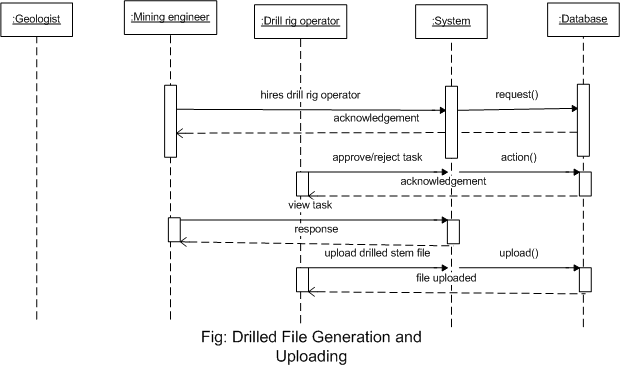 :Geologist
:Mining engineer
:Drill rig operator
:System
:Database
hires drill rig operator
request()
acknowledgement
approve/reject task
action()
acknowledgement
view task
response
upload drilled stem file
upload()
file uploaded
Fig: Drilled File Generation and
Uploading